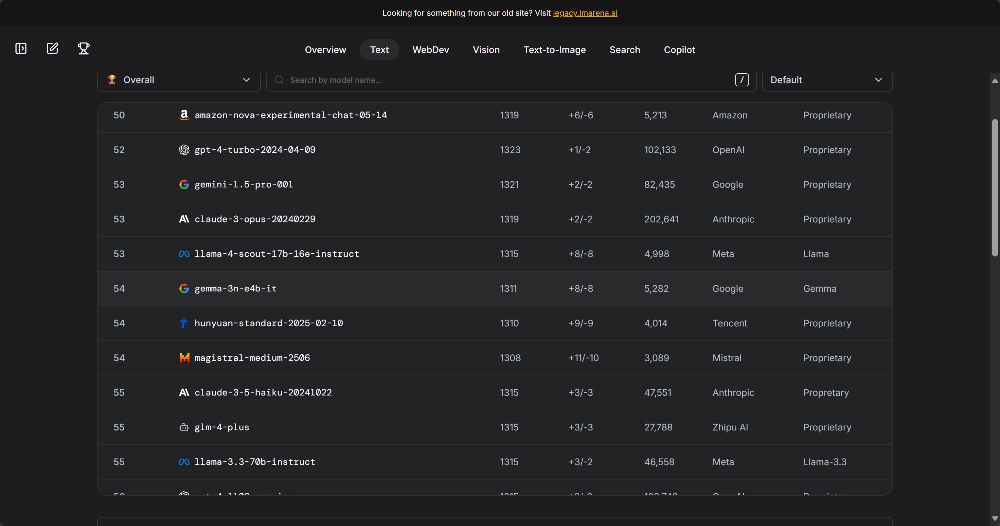 Looking for something from our old site? Visit legacy.lmarena.ai
Overview Text WebDev Vision Text-to-Image Search Copilot
Overall Search by model name... / Default
50 amazon-nova-experimental-chat-05-14 1319 +6/-6 5,213 Amazon Proprietary
52 gpt-4-turbo-2024-04-09 1323 +1/-2 102,133 OpenAI Proprietary
53 gemini-1.5-pro-001 1321 +2/-2 82,435 Google Proprietary
53 claude-3-opus-20240229 1319 +2/-2 202,641 Anthropic Proprietary
53 llama-4-scout-17b-16e-instruct 1315 +8/-8 4,998 Meta Llama
54 gemma-3n-e4b-it 1311 +8/-8 5,282 Google Gemma
54 hunyuan-standard-2025-02-10 1310 +9/-9 4,014 Tencent Proprietary
54 magistral-medium-2506 1308 +11/-10 3,089 Mistral Proprietary
55 claude-3-5-haiku-20241022 1315 +3/-3 47,551 Anthropic Propretary
55 glm-4-plus 1315 +3/-3 27,788 Zhipu AI Proprietary
55 llama-3.3-70b-instruct 1315 +3/-2 46,558 Meta Llama-3.3